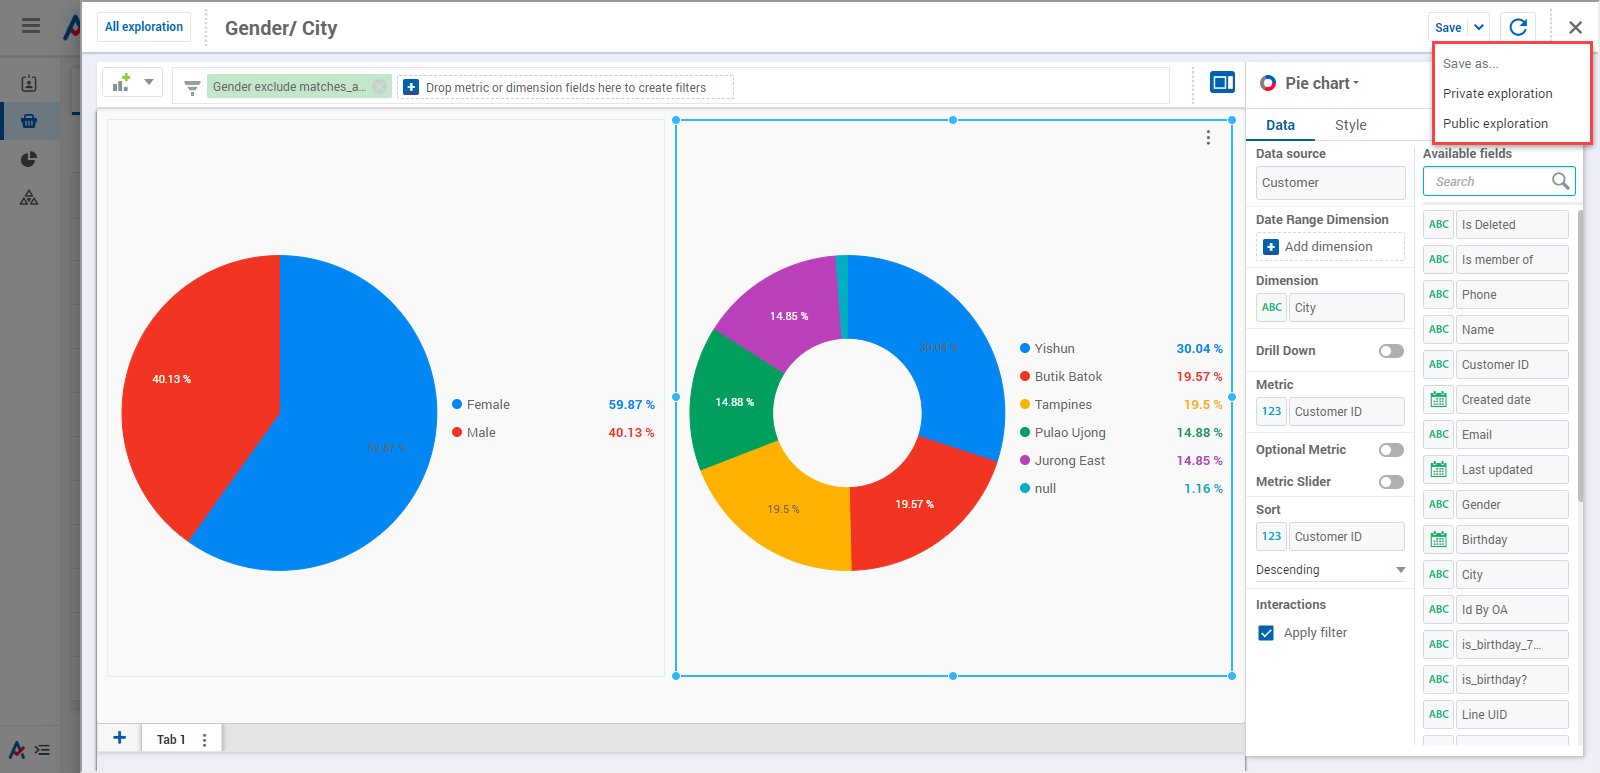 All exploration
Gender/ City
Save
Save as...
Private exploration
Public exploration
Gender exclude matches_a...
Drop metric or dimension fields here to create filters
Pie chart
Data
Style
Data source
Customer
Date Range Dimension
Add dimension
Dimension
ABC City
Drill Down
Metric
123 Customer ID
Optional Metric
Metric Slider
Sort
123 Customer ID
Descending
Interactions
Apply filter
Available fields
Search
ABC Is Deleted
ABC Is member of
ABC Phone
ABC Name
ABC Customer ID
Created date
ABC Email
Last updated
ABC Gender
Birthday
ABC City
ABC Id By OA
ABC is_birthday_7...
ABC is_birthday?
ABC Line UID
40.13 %
59.87 %
Female 59.87 %
Male 40.13 %
14.85 %
30.04 %
14.88 %
19.5 %
19.57 %
Yishun 30.04 %
Butik Batok 19.57 %
Tampines 19.5 %
Pulao Ujong 14.88 %
Jurong East 14.85 %
null 1.16 %
Tab 1